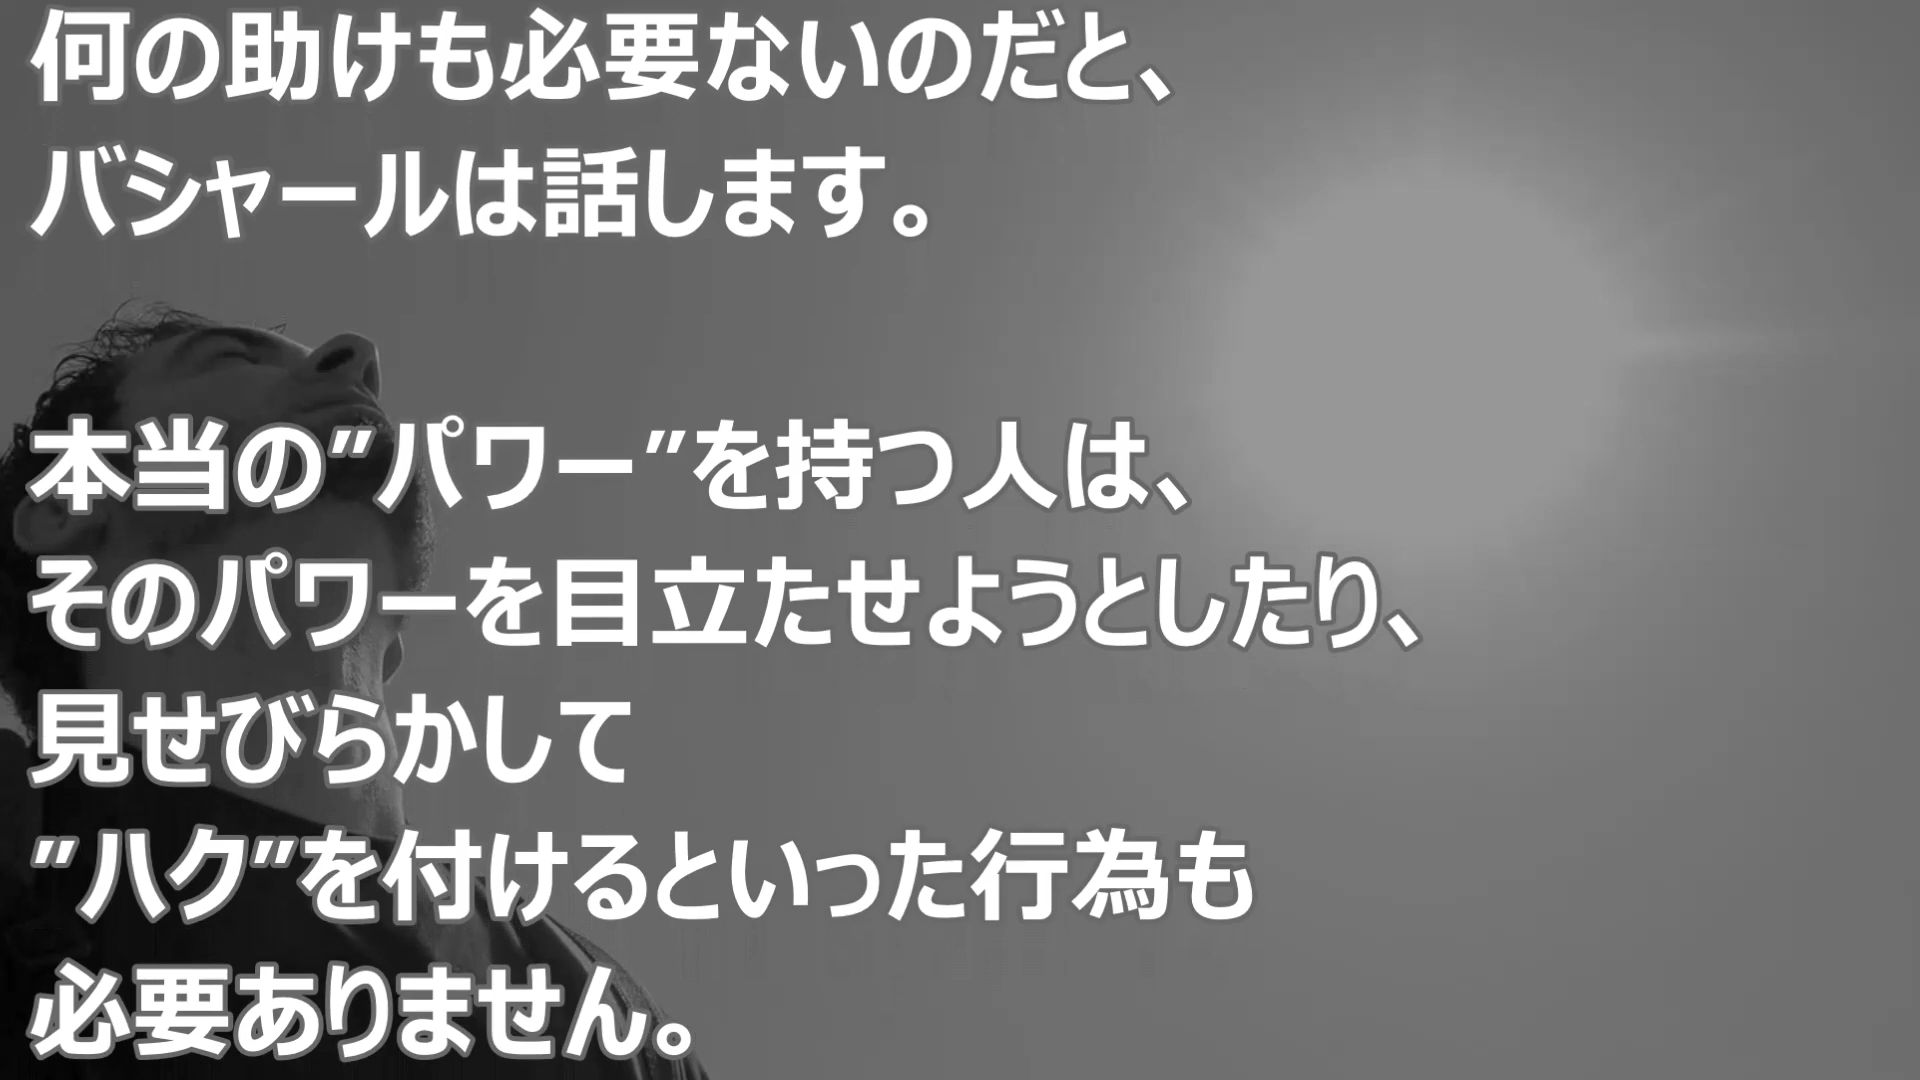 何の助けも必要ないのだと、
バシャールは話します。
本当の”パワー”を持つ人は、
そのパワーを目立たせようとしたり、
見せびらかして
”ハク”を付けるといった行為も
必要ありません。